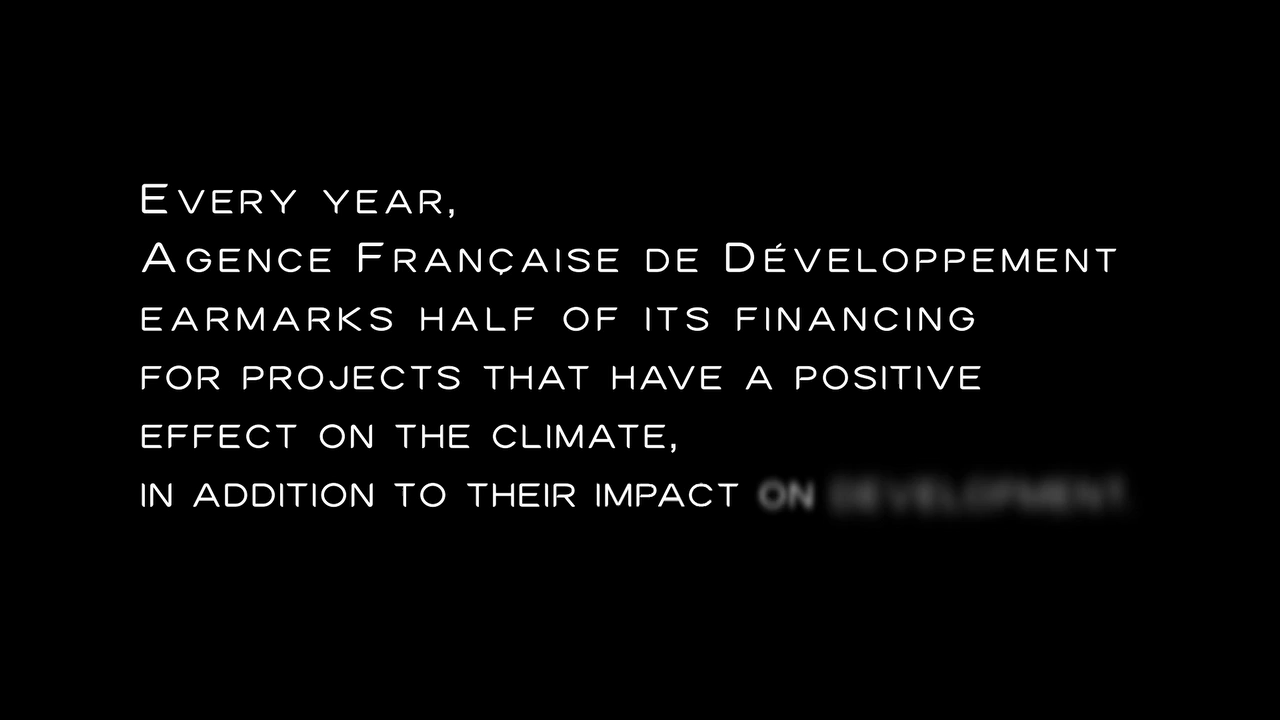 Every year,
Agence Française de Développement
earmarks half of its financing
for projects that have a positive
effect on the climate,
in addition to their impact on development.